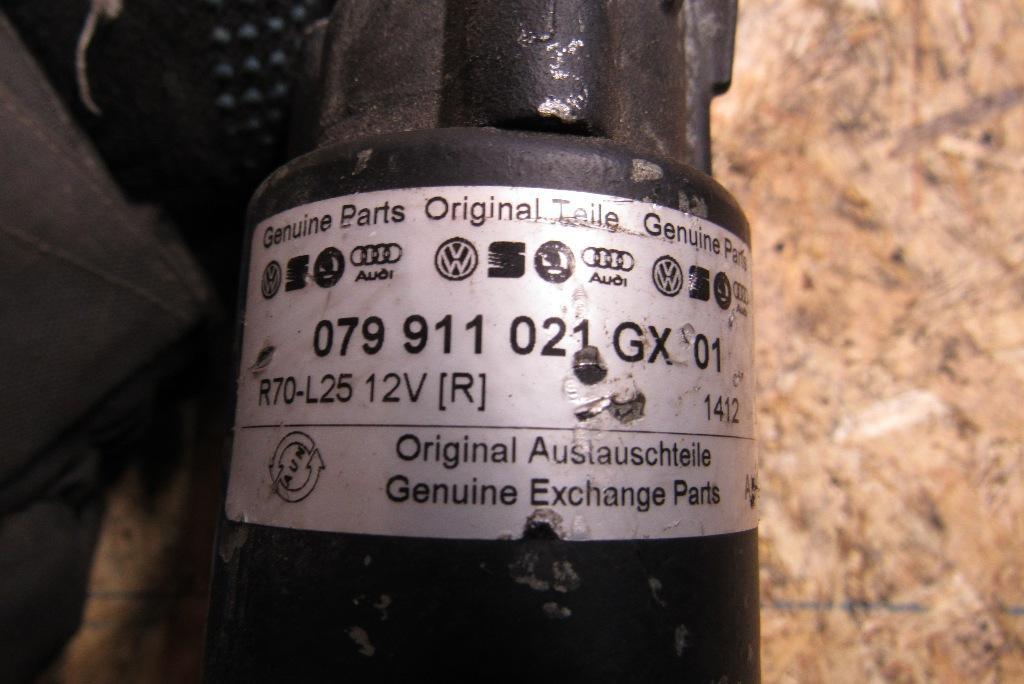 Genuine Parts Original Teile Genuine Parts
Audi Audi Audi
079 911 021 GX 01
R70-L25 12V [R]
1412
Original Austauschteile
Genuine Exchange Parts